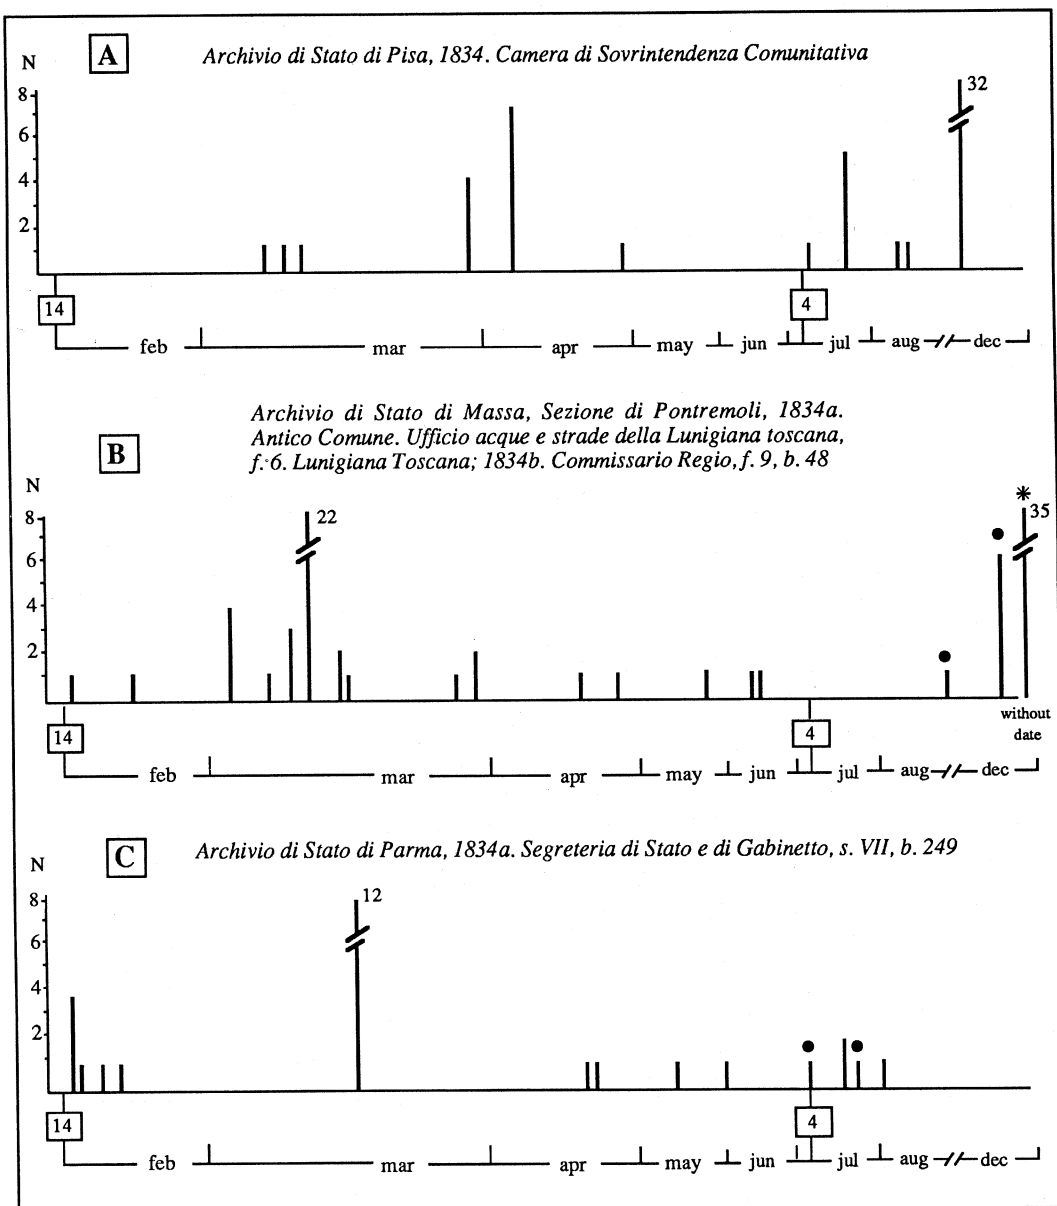 A
Archivio di Stato di Pisa, 1834. Camera di Sovrintendenza Comunitativa
N
32
8
6
4
2
14
4
feb mar apr may jun jul aug dec
B
Archivio di Stato di Massa, Sezione di Pontremoli, 1834a.
Antico Comune. Ufficio acque e strade della Lunigiana toscana,
f. 6. Lunigiana Toscana; 1834b. Commissario Regio, f. 9, b. 48
N
22
*
35
8
6
4
2
without
date
14
4
feb mar apr may jun jul aug dec
C
Archivio di Stato di Parma, 1834a. Segreteria di Stato e di Gabinetto, s. VII, b. 249
N
12
8
6
4
2
14
4
feb mar apr may jun jul aug dec